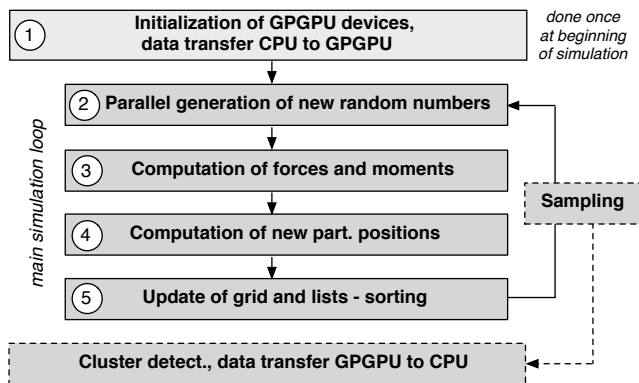 1
Initialization of GPGPU devices,
data transfer CPU to GPGPU
done once
at beginning
of simulation
main simulation loop
2
Parallel generation of new random numbers
3
Computation of forces and moments
Sampling
4
Computation of new part. positions
5
Update of grid and lists - sorting
Cluster detect., data transfer GPGPU to CPU